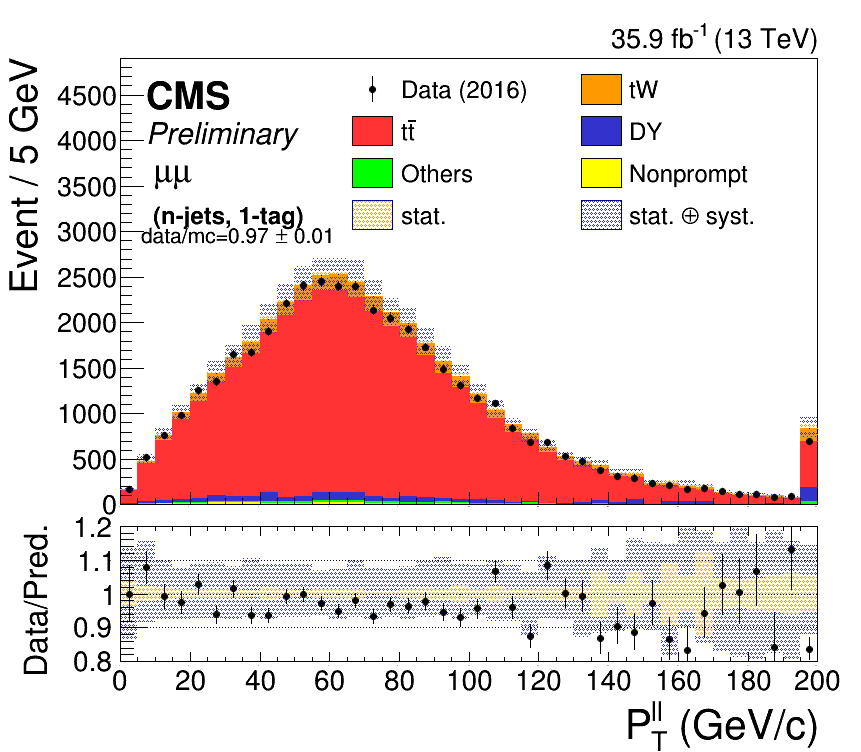 35.9 fb⁻¹ (13 TeV)
Event / 5 GeV
4500
4000
3500
3000
2500
2000
1500
1000
500
0
CMS
Preliminary
μμ
(n-jets, 1-tag)
data/mc=0.97 ± 0.01
Data (2016)
tW
tt̄
DY
Others
Nonprompt
stat.
stat. ⊕ syst.
Data/Pred.
1.2
1.1
1
0.9
0.8
0 20 40 60 80 100 120 140 160 180 200
P_T^ll (GeV/c)